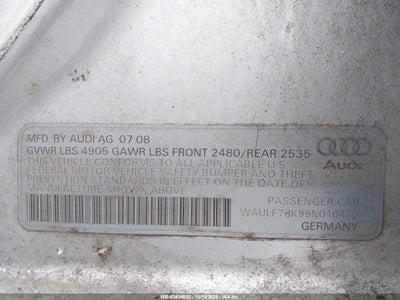 MFD. BY AUDI AG 07 08
GVWR LBS 4905 GAWR LBS FRONT 2480/REAR 2535
THIS VEHICLE CONFORMS TO ALL APPLICABLE U.S
FEDERAL MOTOR VEHICLE SAFETY BUMPER AND THEFT
PREVENTION STANDARDS IN EFFECT ON THE DATE
OF MANUFACTURE SHOWN ABOVE
Audi
PASSENGER CAR
WAULF78K99N010470
GERMANY